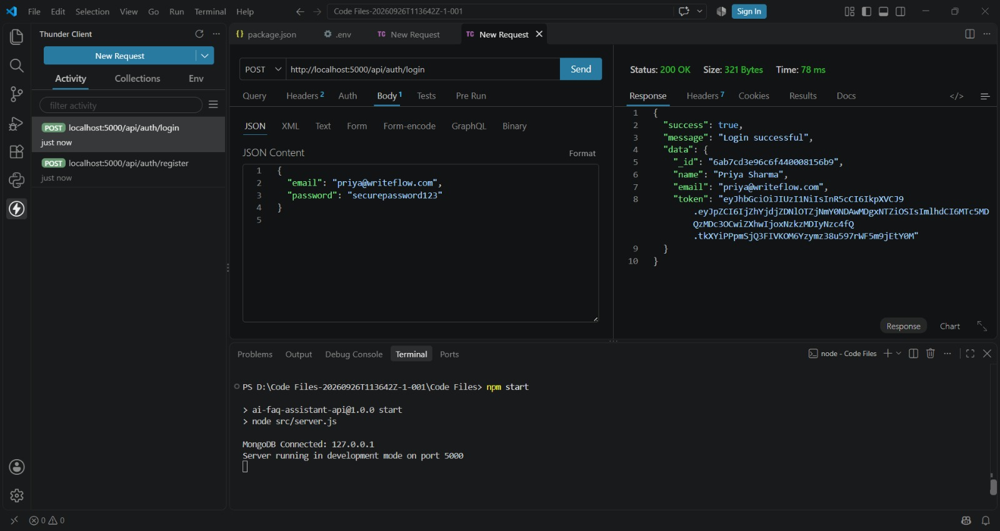 File Edit Selection View Go Run Terminal Help
Code Files-20260926T113642Z-1-001
Sign In
Thunder Client
New Request
Activity Collections Env
filter activity
POST localhost:5000/api/auth/login
just now
POST localhost:5000/api/auth/register
just now
{} package.json
.env
TC New Request
TC New Request
POST http://localhost:5000/api/auth/login Send
Query Headers 2 Auth Body 1 Tests Pre Run
JSON XML Text Form Form-encode GraphQL Binary
JSON Content Format
1 {
2 "email": "priya@writeflow.com",
3 "password": "securepassword123"
4 }
5
Status: 200 OK Size: 321 Bytes Time: 78 ms
Response Headers 7 Cookies Results Docs </>
1 {
2 "success": true,
3 "message": "Login successful",
4 "data": {
5 "_id": "6ab7cd3e96c6f440008156b9",
6 "name": "Priya Sharma",
7 "email": "priya@writeflow.com",
8 "token": "eyJhbGciOiJIUzI1NiIsInR5cCI6IkpXVCJ9
.eyJpZCI6IjZhYjdjZDNlOTZjNmY0NDAwMDgxNTZiOSIsImlhdCI6MTc5MD
QzMDc3OCwiZXhwIjoxNzkzMDIyNzc4fQ
.tkXYiPPpmSjQ3FIVKOM6Yzymz38u597rWF5m9jEtY0M"
9 }
10 }
Response Chart
Problems Output Debug Console Terminal Ports
node - Code Files
PS D:\Code Files-20260926T113642Z-1-001\Code Files> npm start
> ai-faq-assistant-api@1.0.0 start
> node src/server.js
MongoDB Connected: 127.0.0.1
Server running in development mode on port 5000
0 0